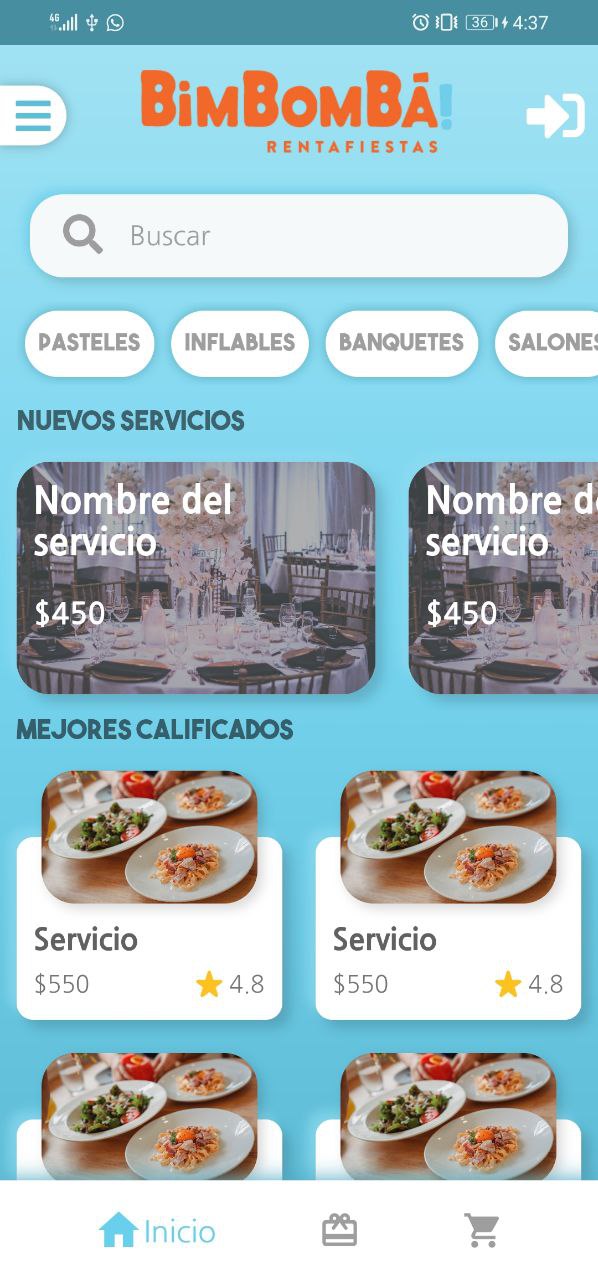 4G
36
4:37
BIMBOMBÁ!
RENTAFIESTAS
Buscar
PASTELES
INFLABLES
BANQUETES
SALONES
NUEVOS SERVICIOS
Nombre del
servicio
$450
Nombre de
servicio
$450
MEJORES CALIFICADOS
Servicio
$550
4.8
Servicio
$550
4.8
Inicio